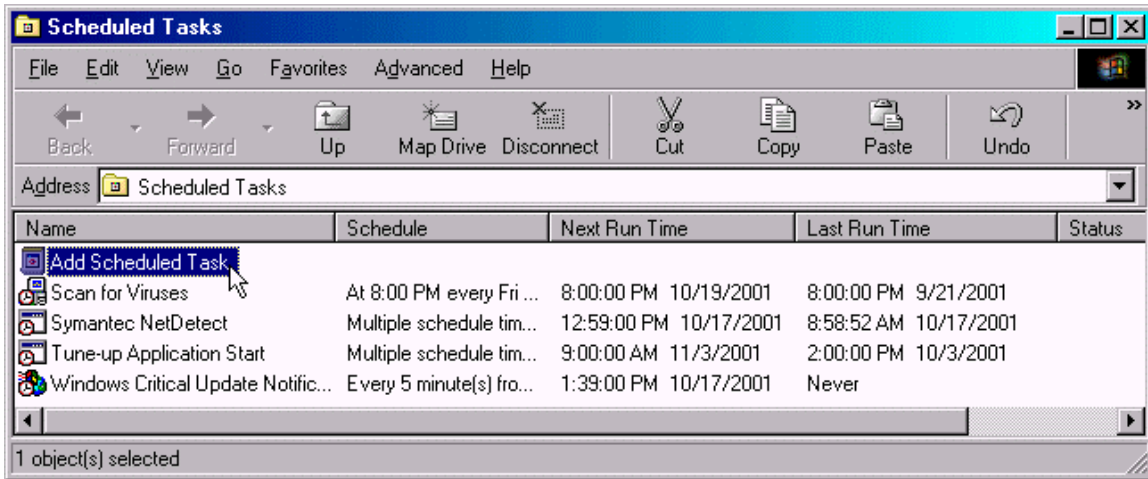 Scheduled Tasks
File Edit View Go Favorites Advanced Help
Back Forward Up Map Drive Disconnect Cut Copy Paste Undo »
Address Scheduled Tasks
Name Schedule Next Run Time Last Run Time Status
Add Scheduled Task
Scan for Viruses At 8:00 PM every Fri ... 8:00:00 PM 10/19/2001 8:00:00 PM 9/21/2001
Symantec NetDetect Multiple schedule tim... 12:59:00 PM 10/17/2001 8:58:52 AM 10/17/2001
Tune-up Application Start Multiple schedule tim... 9:00:00 AM 11/3/2001 2:00:00 PM 10/3/2001
Windows Critical Update Notific... Every 5 minute(s) fro... 1:39:00 PM 10/17/2001 Never
1 object(s) selected